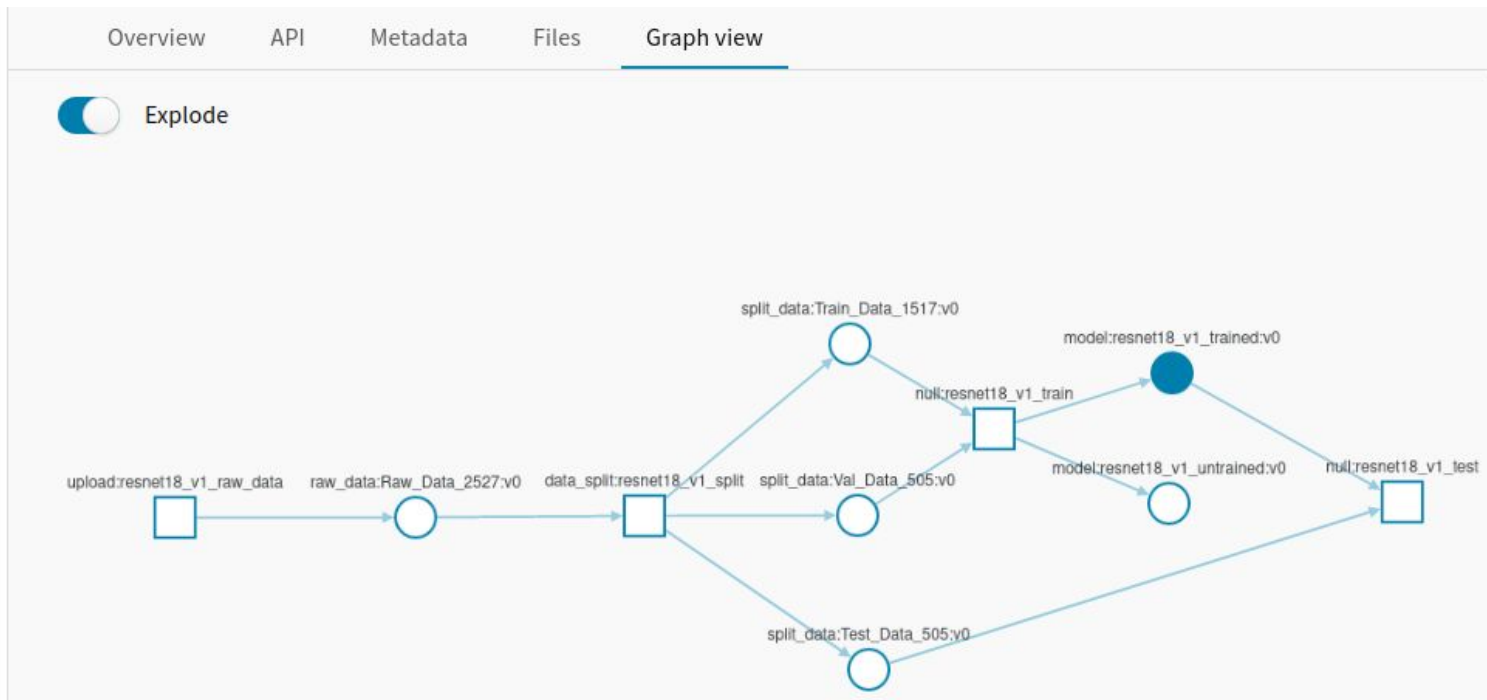 Overview API Metadata Files Graph view
Explode
split_data:Train_Data_1517:v0
model:resnet18_v1_trained:v0
null:resnet18_v1_train
upload:resnet18_v1_raw_data
raw_data:Raw_Data_2527:v0
data_split:resnet18_v1_split
split_data:Val_Data_505:v0
model:resnet18_v1_untrained:v0
null:resnet18_v1_test
split_data:Test_Data_505:v0